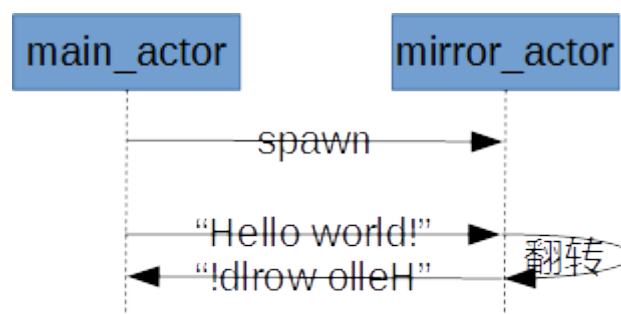 main_actor
mirror_actor
spawn
“Hello world!”
翻转
“!dlrow olleH”